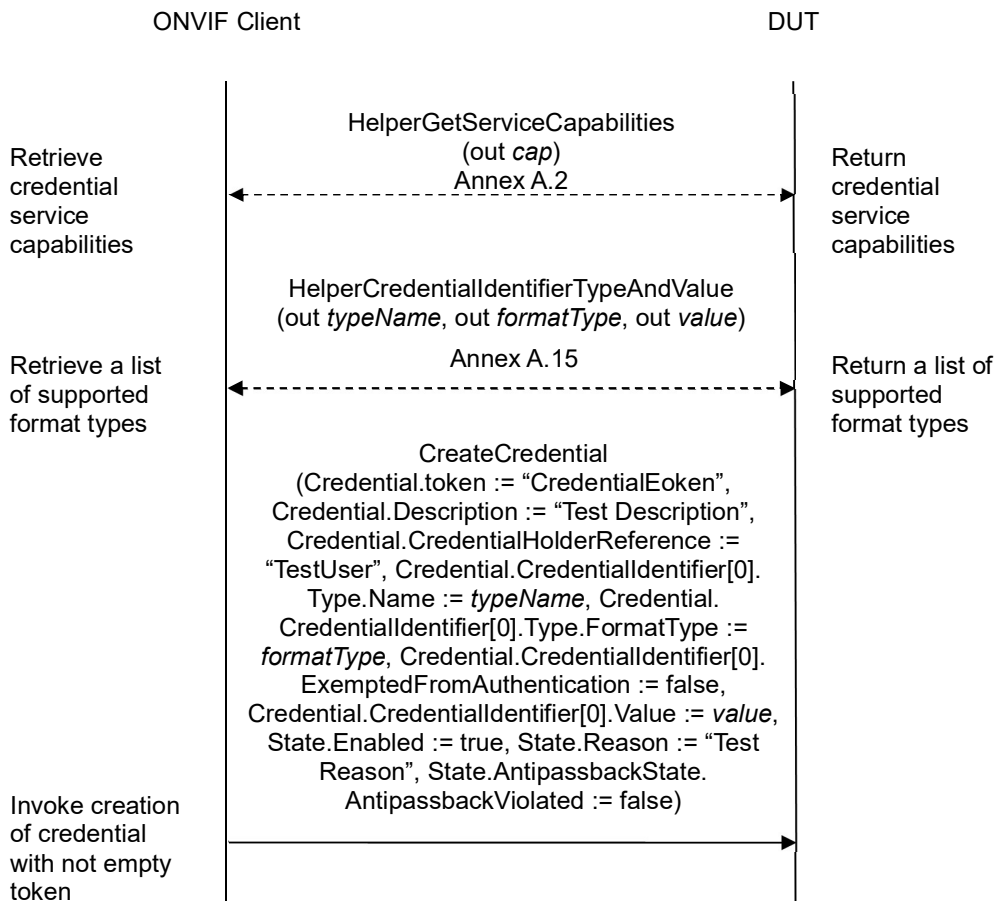 ONVIF Client
DUT
HelperGetServiceCapabilities
(out cap)
Annex A.2
Retrieve
credential
service
capabilities
Return
credential
service
capabilities
HelperCredentialIdentifierTypeAndValue
(out typeName, out formatType, out value)
Annex A.15
Retrieve a list
of supported
format types
Return a list of
supported
format types
CreateCredential
(Credential.token := “CredentialEoken”,
Credential.Description := “Test Description”,
Credential.CredentialHolderReference :=
“TestUser”, Credential.CredentialIdentifier[0].
Type.Name := typeName, Credential.
CredentialIdentifier[0].Type.FormatType :=
formatType, Credential.CredentialIdentifier[0].
ExemptedFromAuthentication := false,
Credential.CredentialIdentifier[0].Value := value,
State.Enabled := true, State.Reason := “Test
Reason”, State.AntipassbackState.
AntipassbackViolated := false)
Invoke creation
of credential
with not empty
token